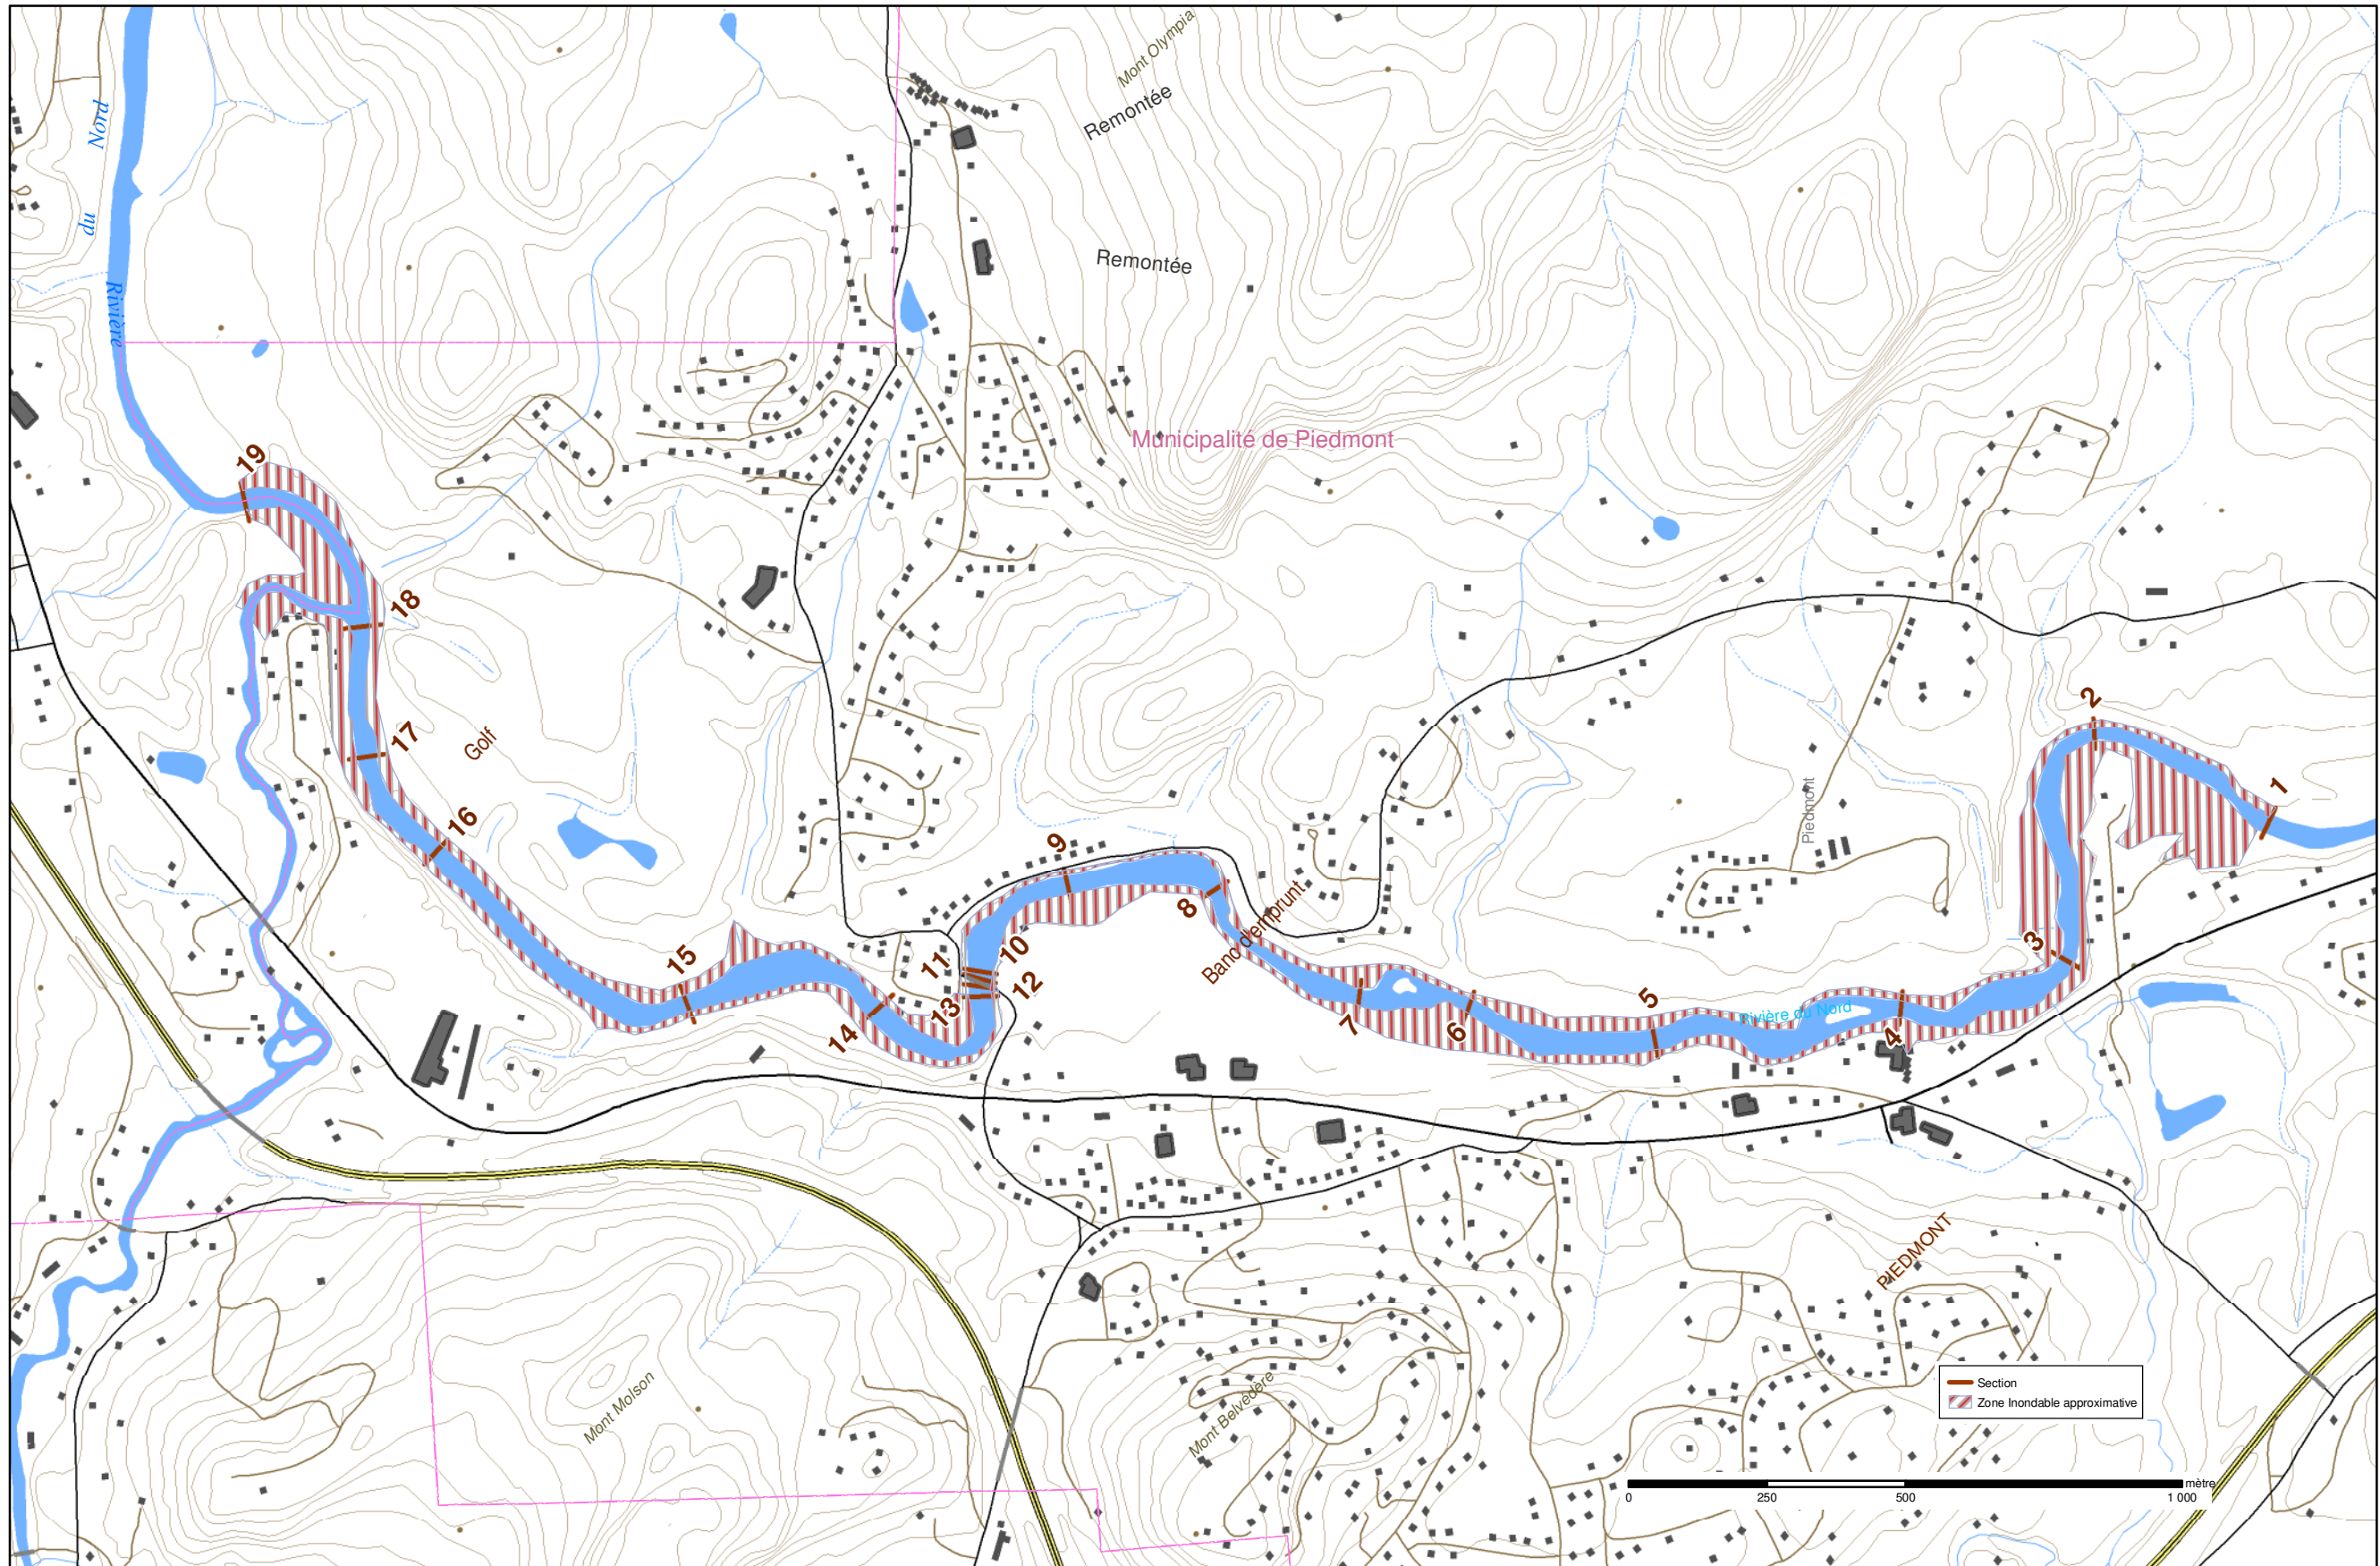 Mont Olympia
Remontée
Nord
du
Rivière
Remontée
Municipalité de Piedmont
19
18
17
Golf
16
2
1
Piedmont
9
8
Banc d'emprunt
15
11
10
12
13
14
7
6
5
Rivière du Nord
4
3
PIEDMONT
Mont Molson
Mont Belvédère
Section
Zone Inondable approximative
mètre
0
250
500
1 000